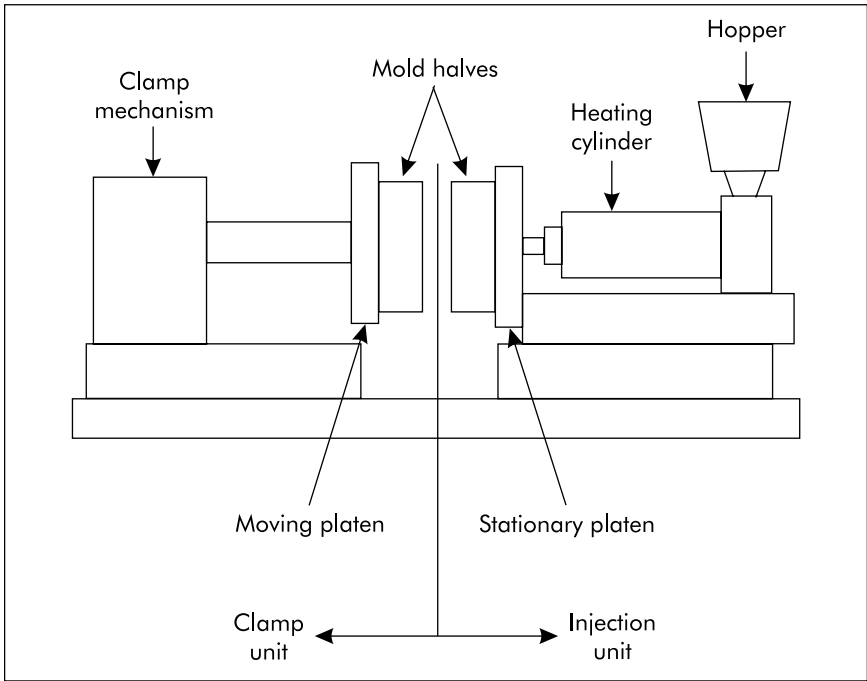 Hopper
Mold halves
Clamp
mechanism
Heating
cylinder
Moving platen
Stationary platen
Clamp
unit
Injection
unit